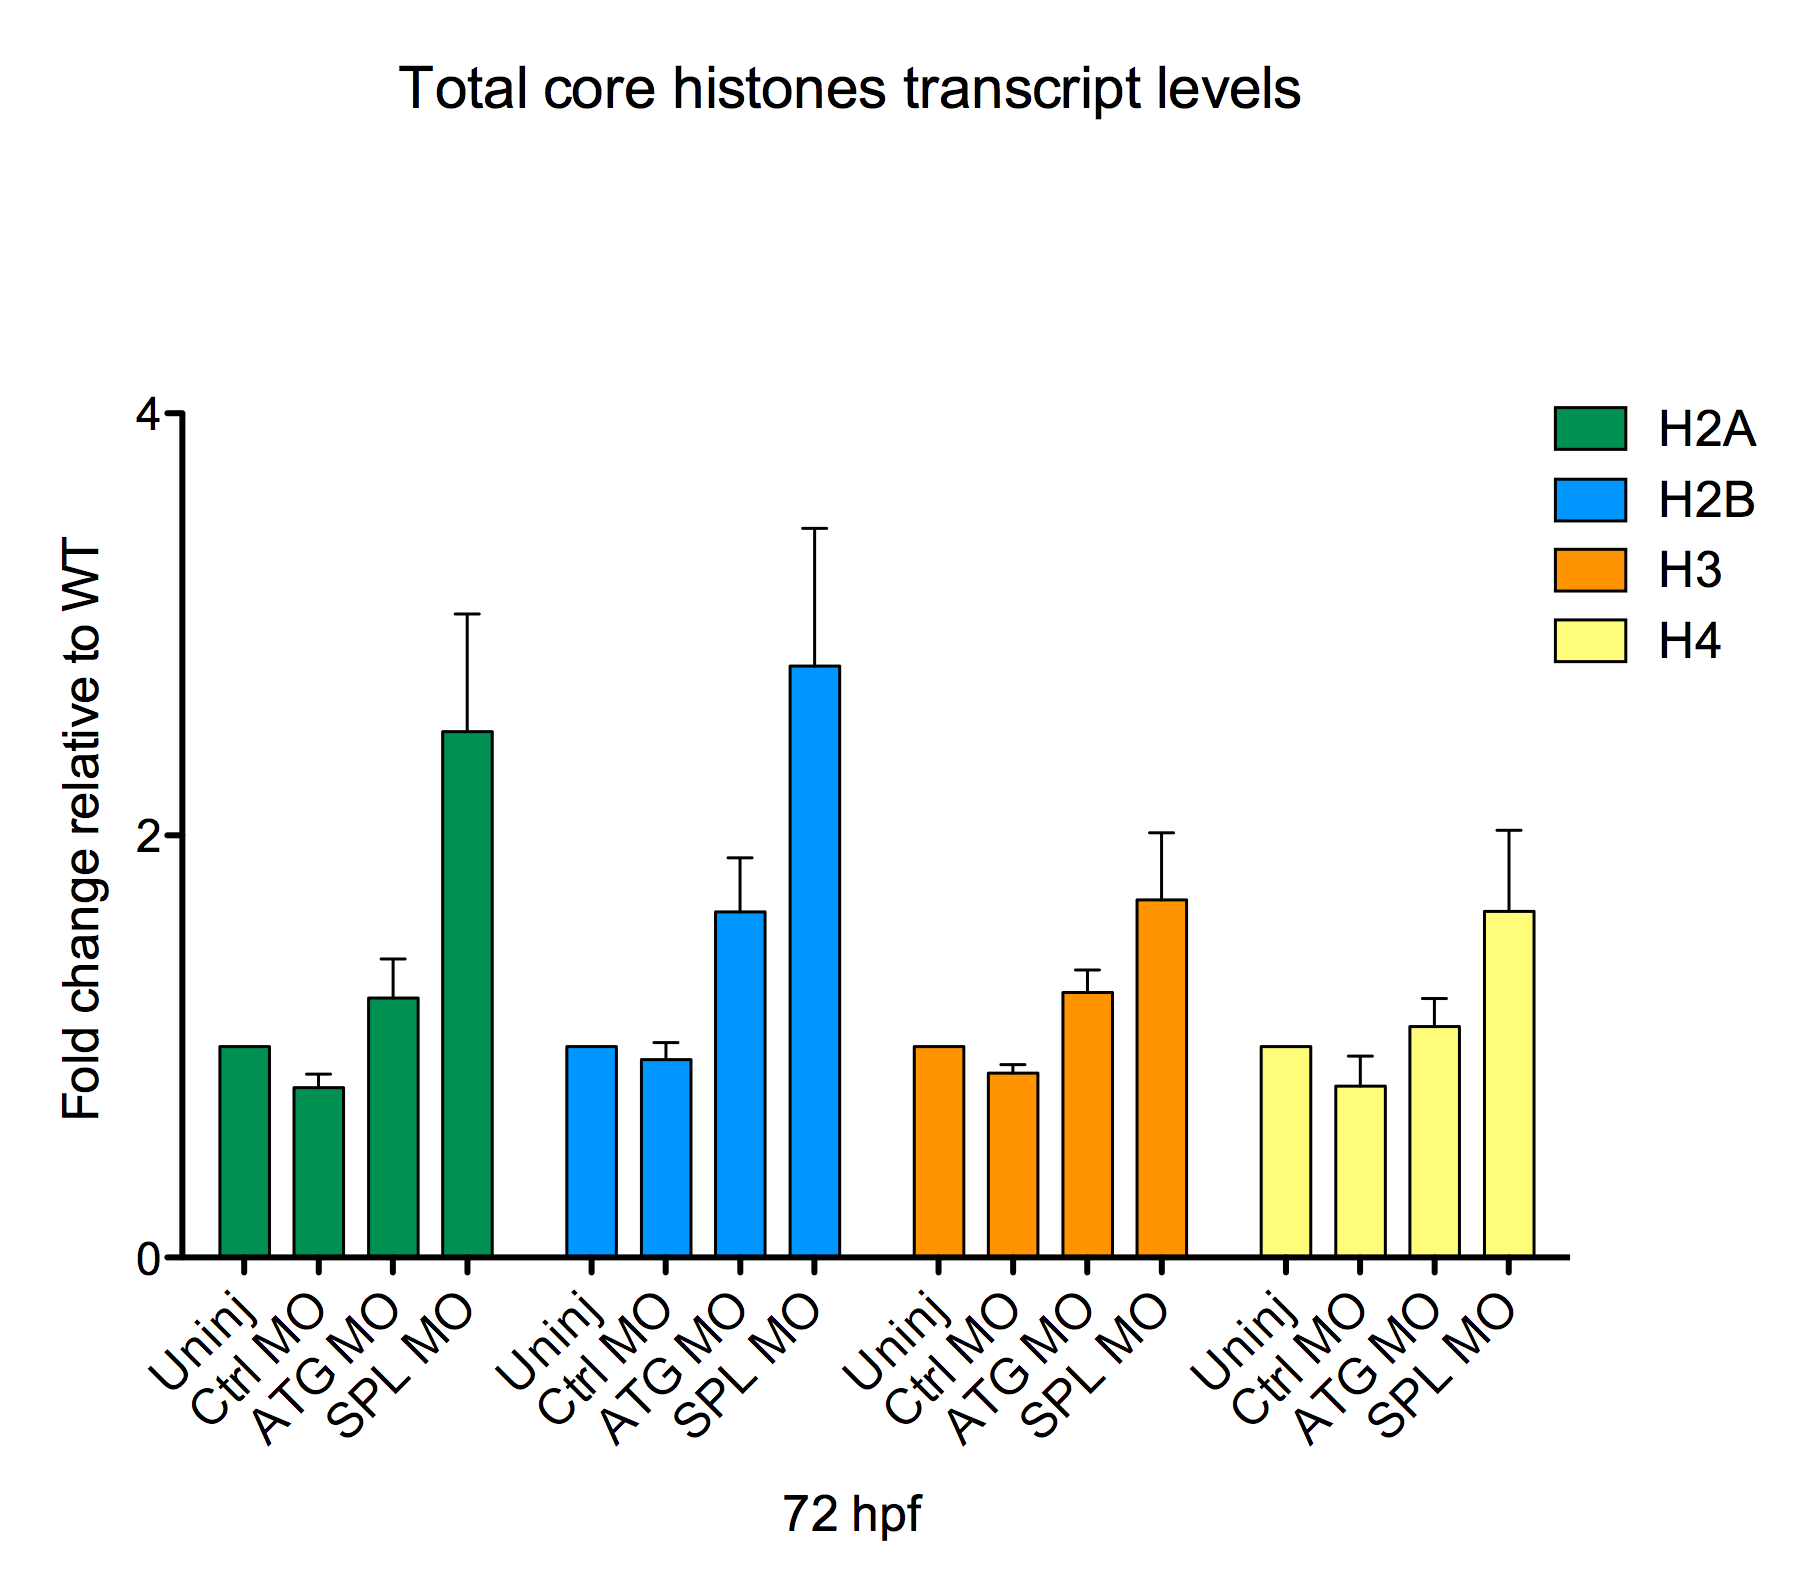 Total core histones transcript levels
4
2
0
Fold change relative to WT
H2A
H2B
H3
H4
Uninj
Ctrl MO
ATG MO
SPL MO
Uninj
Ctrl MO
ATG MO
SPL MO
Uninj
Ctrl MO
ATG MO
SPL MO
Uninj
Ctrl MO
ATG MO
SPL MO
72 hpf